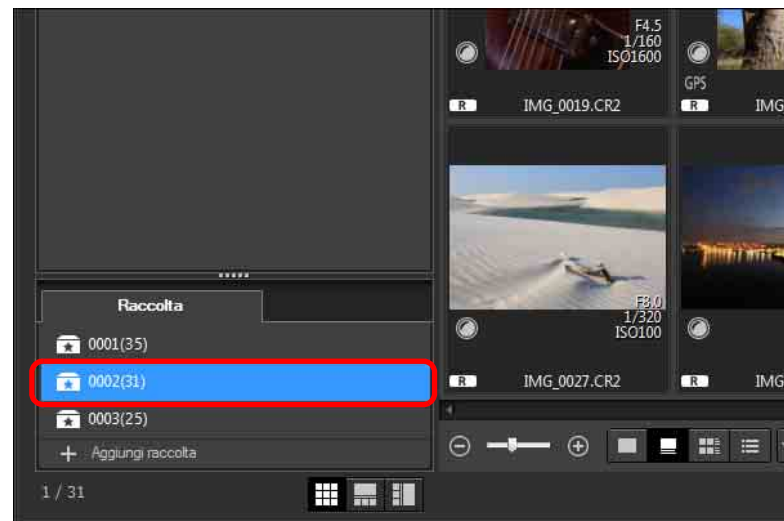 F4.5
1/160
ISO1600
GPS
R IMG_0019.CR2
R IMG
F8.0
1/320
ISO100
R IMG_0027.CR2
R IMG
Raccolta
0001(35)
0002(31)
0003(25)
+ Aggiungi raccolta
1 / 31